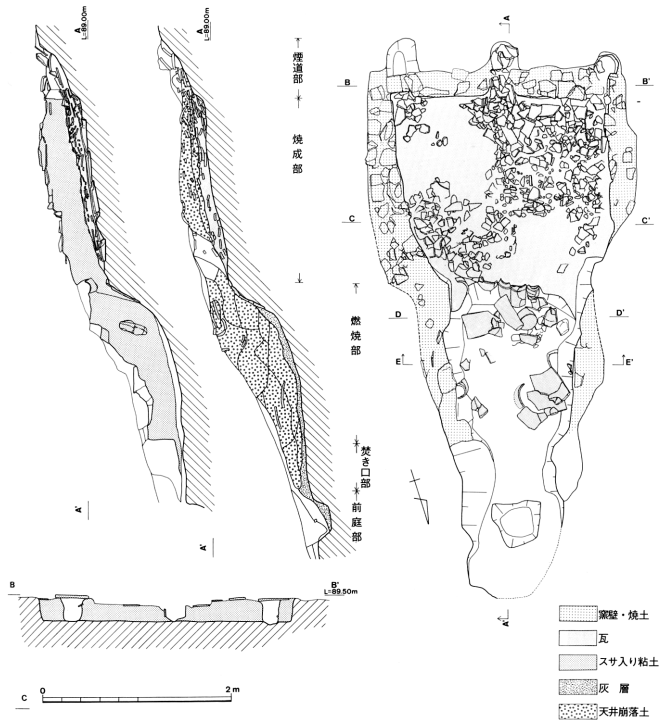 A
L=89.00m
A
L=89.00m
煙道部
焼成部
燃焼部
焚き口部
前庭部
A'
A'
A
B
B'
C
C'
D
D'
E
E'
A'
B
B'
L=89.50m
C
0
2m
窯壁・焼土
瓦
スサ入り粘土
灰 層
天井崩落土